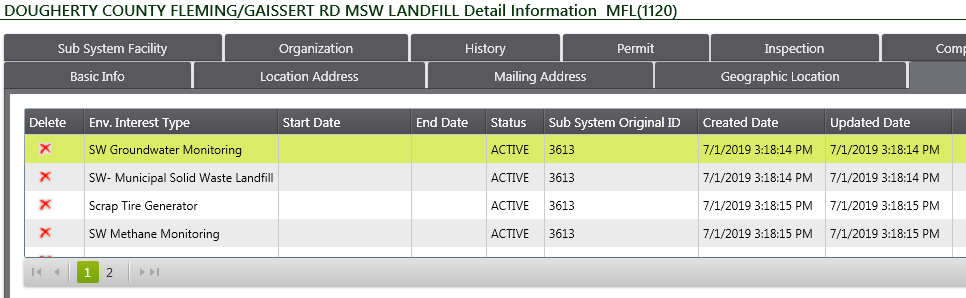 DOUGHERTY COUNTY FLEMING/GAISSERT RD MSW LANDFILL Detail Information MFL(1120)
Sub System Facility Organization History Permit Inspection Comp
Basic Info Location Address Mailing Address Geographic Location
Delete Env. Interest Type Start Date End Date Status Sub System Original ID Created Date Updated Date
SW Groundwater Monitoring ACTIVE 3613 7/1/2019 3:18:14 PM 7/1/2019 3:18:14 PM
SW- Municipal Solid Waste Landfill ACTIVE 3613 7/1/2019 3:18:14 PM 7/1/2019 3:18:14 PM
Scrap Tire Generator ACTIVE 3613 7/1/2019 3:18:15 PM 7/1/2019 3:18:15 PM
SW Methane Monitoring ACTIVE 3613 7/1/2019 3:18:15 PM 7/1/2019 3:18:15 PM
1 2